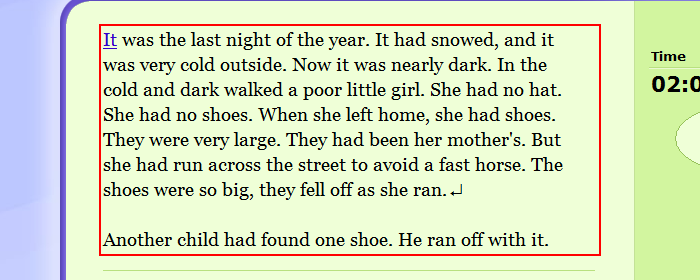 It was the last night of the year. It had snowed, and it
was very cold outside. Now it was nearly dark. In the
cold and dark walked a poor little girl. She had no hat.
She had no shoes. When she left home, she had shoes.
They were very large. They had been her mother's. But
she had run across the street to avoid a fast horse. The
shoes were so big, they fell off as she ran.↵
Another child had found one shoe. He ran off with it.
Time